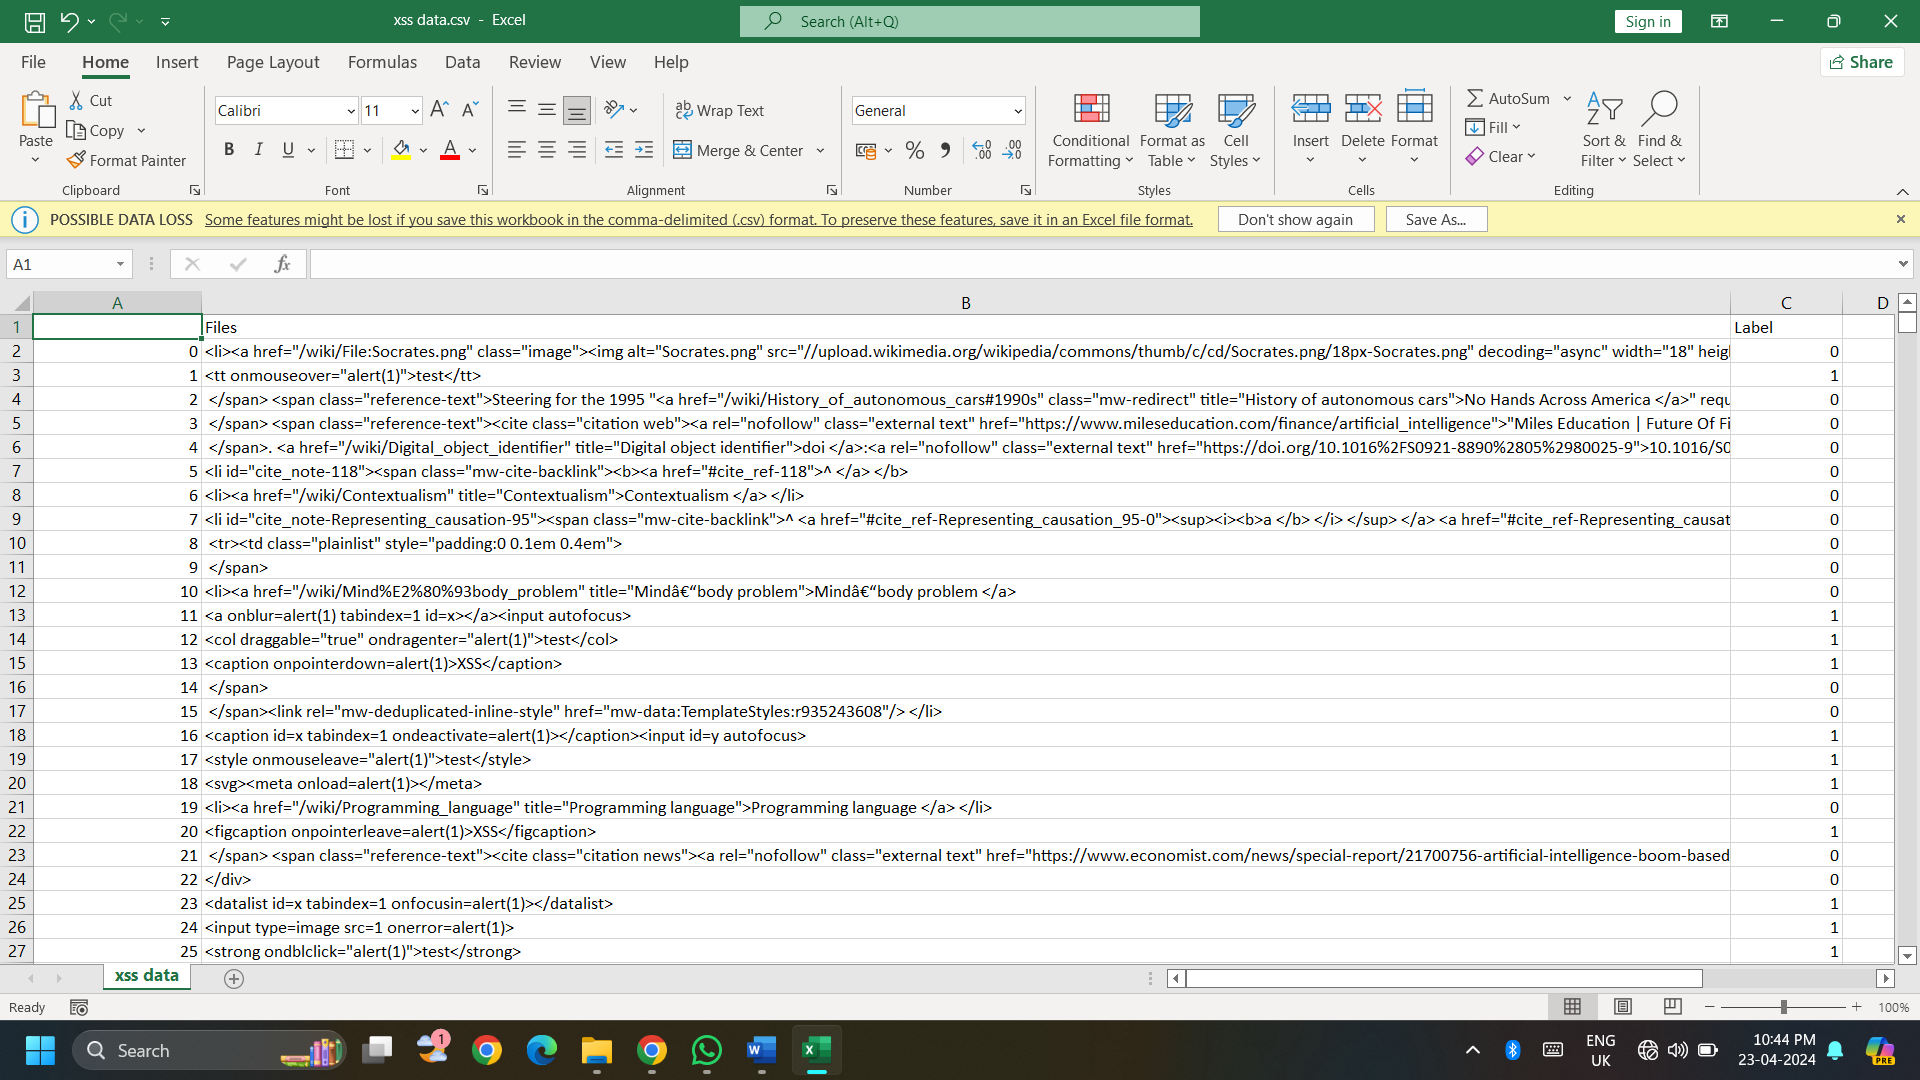 xss data.csv - Excel
Search (Alt+Q)
Sign in
File Home Insert Page Layout Formulas Data Review View Help
Share
Paste
Cut
Copy
Format Painter
Clipboard
Calibri 11
B I U
Font
Wrap Text
Merge & Center
Alignment
General
Number
Conditional Formatting
Format as Table
Cell Styles
Styles
Insert Delete Format
Cells
AutoSum
Fill
Clear
Sort & Filter
Find & Select
Editing
POSSIBLE DATA LOSS Some features might be lost if you save this workbook in the comma-delimited (.csv) format. To preserve these features, save it in an Excel file format. Don't show again Save As...
A1 fx
A B C D
1 Files Label
2 0 <li><a href="/wiki/File:Socrates.png" class="image"><img alt="Socrates.png" src="//upload.wikimedia.org/wikipedia/commons/thumb/c/cd/Socrates.png/18px-Socrates.png" decoding="async" width="18" heig 0
3 1 <tt onmouseover="alert(1)">test</tt> 1
4 2 </span> <span class="reference-text">Steering for the 1995 "<a href="/wiki/History_of_autonomous_cars#1990s" class="mw-redirect" title="History of autonomous cars">No Hands Across America </a>" requ 0
5 3 </span> <span class="reference-text"><cite class="citation web"><a rel="nofollow" class="external text" href="https://www.mileseducation.com/finance/artificial_intelligence">"Miles Education | Future Of Fi 0
6 4 </span>. <a href="/wiki/Digital_object_identifier" title="Digital object identifier">doi </a>:<a rel="nofollow" class="external text" href="https://doi.org/10.1016%2FS0921-8890%2805%2980025-9">10.1016/S0 0
7 5 <li id="cite_note-118"><span class="mw-cite-backlink"><b><a href="#cite_ref-118">^ </a> </b> 0
8 6 <li><a href="/wiki/Contextualism" title="Contextualism">Contextualism </a> </li> 0
9 7 <li id="cite_note-Representing_causation-95"><span class="mw-cite-backlink">^ <a href="#cite_ref-Representing_causation_95-0"><sup><i><b>a </b> </i> </sup> </a> <a href="#cite_ref-Representing_causat 0
10 8 <tr><td class="plainlist" style="padding:0 0.1em 0.4em"> 0
11 9 </span> 0
12 10 <li><a href="/wiki/Mind%E2%80%93body_problem" title="Mindâ€“body problem">Mindâ€“body problem </a> 0
13 11 <a onblur=alert(1) tabindex=1 id=x></a><input autofocus> 1
14 12 <col draggable="true" ondragenter="alert(1)">test</col> 1
15 13 <caption onpointerdown=alert(1)>XSS</caption> 1
16 14 </span> 0
17 15 </span><link rel="mw-deduplicated-inline-style" href="mw-data:TemplateStyles:r935243608"/> </li> 0
18 16 <caption id=x tabindex=1 ondeactivate=alert(1)></caption><input id=y autofocus> 1
19 17 <style onmouseleave="alert(1)">test</style> 1
20 18 <svg><meta onload=alert(1)></meta> 1
21 19 <li><a href="/wiki/Programming_language" title="Programming language">Programming language </a> </li> 0
22 20 <figcaption onpointerleave=alert(1)>XSS</figcaption> 1
23 21 </span> <span class="reference-text"><cite class="citation news"><a rel="nofollow" class="external text" href="https://www.economist.com/news/special-report/21700756-artificial-intelligence-boom-based 0
24 22 </div> 0
25 23 <datalist id=x tabindex=1 onfocusin=alert(1)></datalist> 1
26 24 <input type=image src=1 onerror=alert(1)> 1
27 25 <strong ondblclick="alert(1)">test</strong> 1
xss data
Ready
100%
Search
1
ENG
UK
10:44 PM
23-04-2024
PRE